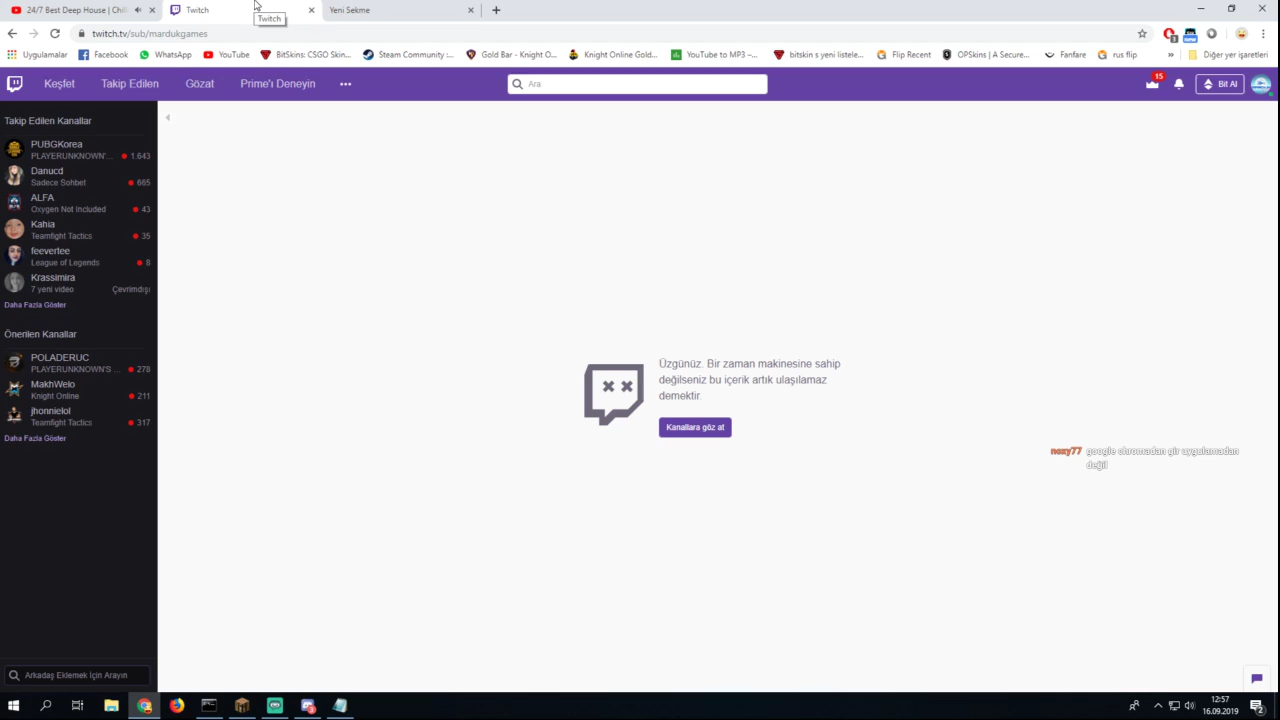 24/7 Best Deep House | Chill
Twitch
Yeni Sekme
Twitch
twitch.tv/sub/mardukgames
Uygulamalar
Facebook
WhatsApp
YouTube
BitSkins: CSGO Skin...
Steam Community :...
Gold Bar - Knight O...
Knight Online Gold...
YouTube to MP3 –...
bitskin s yeni listele...
Flip Recent
OPSkins | A Secure...
Fanfare
rus flip
»
Diğer yer işaretleri
Keşfet
Takip Edilen
Gözat
Prime'ı Deneyin
Ara
15
Bit Al
Takip Edilen Kanallar
PUBGKorea
PLAYERUNKNOWN'... 1.643
Danucd
Sadece Sohbet 665
ALFA
Oxygen Not Included 43
Kahia
Teamfight Tactics 35
feevertee
League of Legends 8
Krassimira
7 yeni video Çevrimdışı
Daha Fazla Göster
Önerilen Kanallar
POLADERUC
PLAYERUNKNOWN'S ... 278
MakhWelo
Knight Online 211
jhonnielol
Teamfight Tactics 317
Daha Fazla Göster
Üzgünüz. Bir zaman makinesine sahip
değilseniz bu içerik artık ulaşılamaz
demektir.
Kanallara göz at
noxy77 google chromadan gir uygulamadan
değil
Arkadaş Eklemek İçin Arayın
12:57
16.09.2019
2